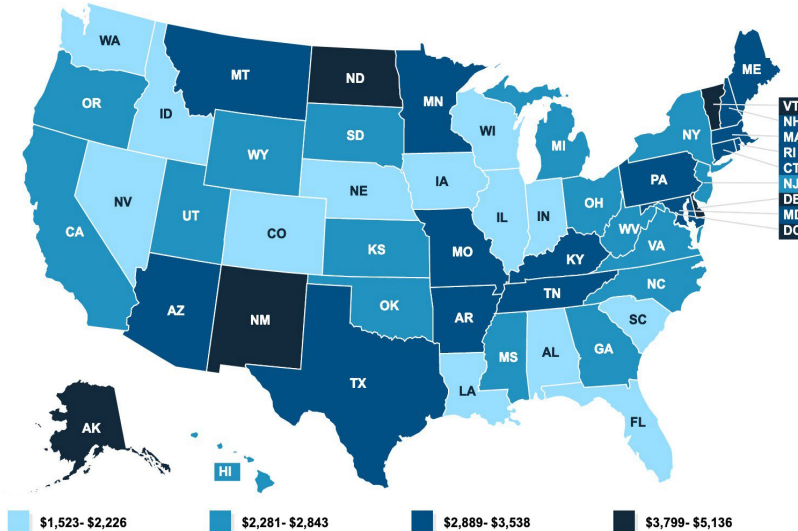 WA
MT
ND
MN
ME
OR
ID
SD
WI
MI
NY
WY
VT
NH
MA
RI
CT
NJ
DE
MD
DC
NV
UT
CO
NE
IA
IL
IN
OH
PA
CA
KS
MO
KY
WV
VA
AZ
NM
OK
AR
TN
NC
SC
TX
LA
MS
AL
GA
FL
AK
HI
$1,523- $2,226
$2,281- $2,843
$2,889- $3,538
$3,799- $5,136